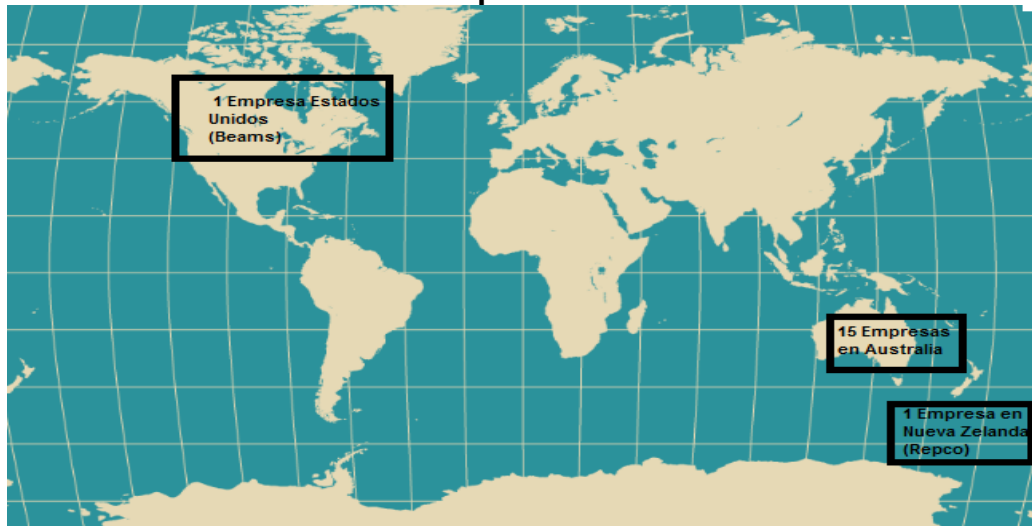 1 Empresa Estados
Unidos
(Beams)
15 Empresas
en Australia
1 Empresa en
Nueva Zelanda
(Repco)